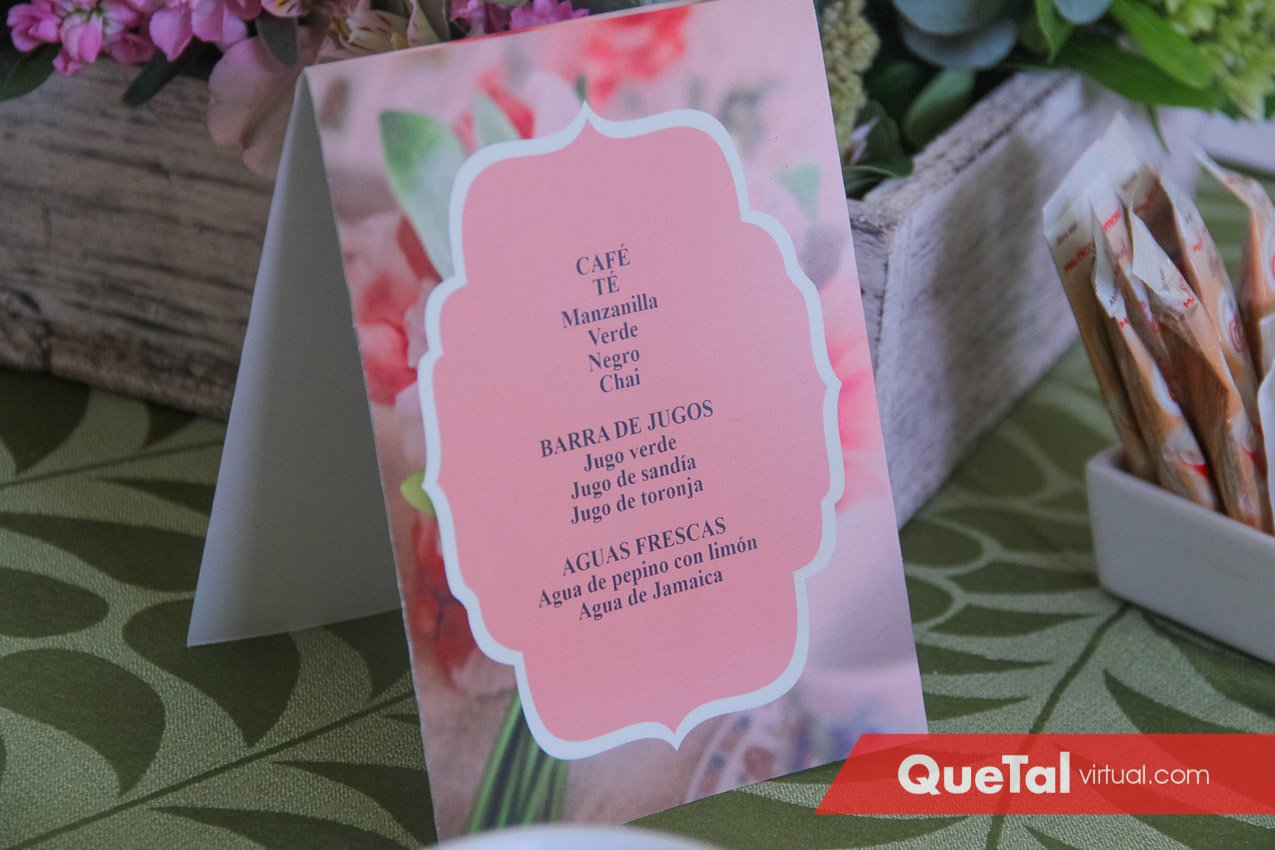 CAFÉ
TÉ
Manzanilla
Verde
Negro
Chai
BARRA DE JUGOS
Jugo verde
Jugo de sandía
Jugo de toronja
AGUAS FRESCAS
Agua de pepino con limón
Agua de Jamaica
QueTal virtual.com